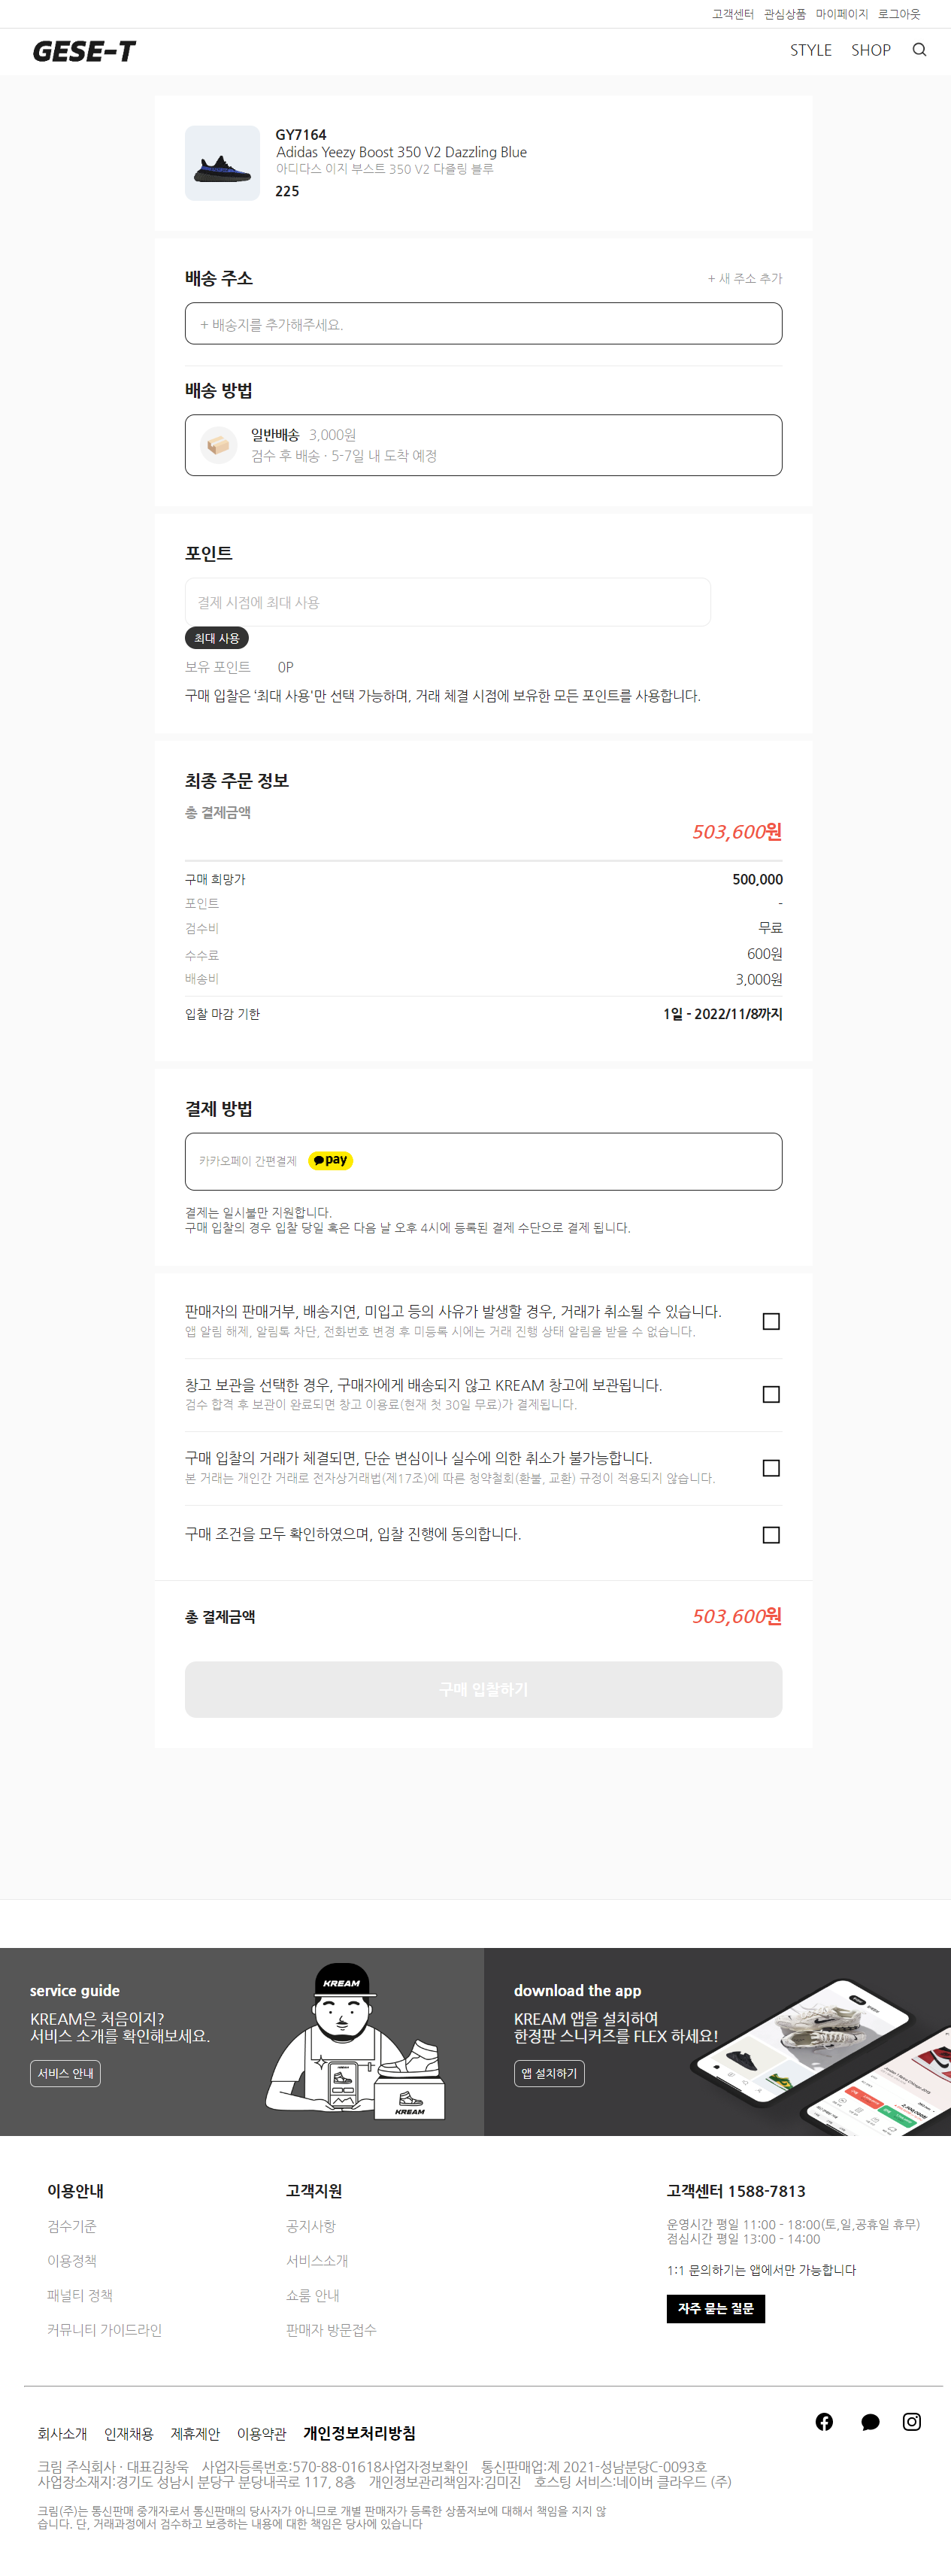 고객센터 관심상품 마이페이지 로그아웃
GESE-T
STYLE SHOP
GY7164
Adidas Yeezy Boost 350 V2 Dazzling Blue
아디다스 이지 부스트 350 V2 다즐링 블루
225
배송 주소
+ 새 주소 추가
+ 배송지를 추가해주세요.
배송 방법
일반배송 3,000원
검수 후 배송 · 5-7일 내 도착 예정
포인트
결제 시점에 최대 사용
최대 사용
보유 포인트 0P
구매 입찰은 '최대 사용'만 선택 가능하며, 거래 체결 시점에 보유한 모든 포인트를 사용합니다.
최종 주문 정보
총 결제금액
503,600원
구매 희망가 500,000
포인트 -
검수비 무료
수수료 600원
배송비 3,000원
입찰 마감 기한 1일 - 2022/11/8까지
결제 방법
카카오페이 간편결제 pay
결제는 일시불만 지원합니다.
구매 입찰의 경우 입찰 당일 혹은 다음 날 오후 4시에 등록된 결제 수단으로 결제 됩니다.
판매자의 판매거부, 배송지연, 미입고 등의 사유가 발생할 경우, 거래가 취소될 수 있습니다.
앱 알림 해제, 알림톡 차단, 전화번호 변경 후 미등록 시에는 거래 진행 상태 알림을 받을 수 없습니다.
창고 보관을 선택한 경우, 구매자에게 배송되지 않고 KREAM 창고에 보관됩니다.
검수 합격 후 보관이 완료되면 창고 이용료(현재 첫 30일 무료)가 결제됩니다.
구매 입찰의 거래가 체결되면, 단순 변심이나 실수에 의한 취소가 불가능합니다.
본 거래는 개인간 거래로 전자상거래법(제17조)에 따른 청약철회(환불, 교환) 규정이 적용되지 않습니다.
구매 조건을 모두 확인하였으며, 입찰 진행에 동의합니다.
총 결제금액 503,600원
구매 입찰하기
service guide
KREAM은 처음이지?
서비스 소개를 확인해보세요.
서비스 안내
KREAM
KREAM
download the app
KREAM 앱을 설치하여
한정판 스니커즈를 FLEX 하세요!
앱 설치하기
이용안내
검수기준
이용정책
패널티 정책
커뮤니티 가이드라인
고객지원
공지사항
서비스소개
쇼룸 안내
판매자 방문접수
고객센터 1588-7813
운영시간 평일 11:00 - 18:00(토,일,공휴일 휴무)
점심시간 평일 13:00 - 14:00
1:1 문의하기는 앱에서만 가능합니다
자주 묻는 질문
회사소개 인재채용 제휴제안 이용약관 개인정보처리방침
크림 주식회사 · 대표김창욱 사업자등록번호:570-88-01618사업자정보확인 통신판매업:제 2021-성남분당C-0093호
사업장소재지:경기도 성남시 분당구 분당내곡로 117, 8층 개인정보관리책임자:김미진 호스팅 서비스:네이버 클라우드 (주)
크림(주)는 통신판매 중개자로서 통신판매의 당사자가 아니므로 개별 판매자가 등록한 상품저보에 대해서 책임을 지지 않
습니다. 단, 거래과정에서 검수하고 보증하는 내용에 대한 책임은 당사에 있습니다